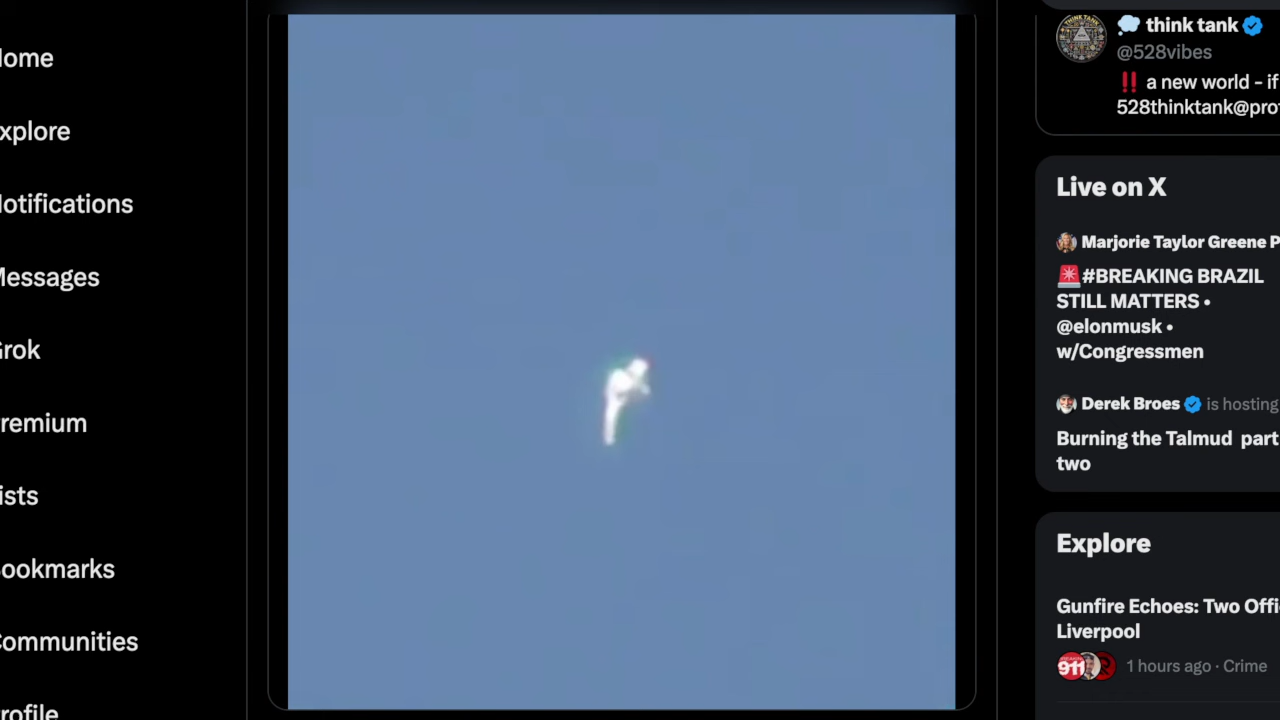 ome
xplore
otifications
essages
rok
remium
ists
ookmarks
ommunities
rofile
think tank
@528vibes
‼️ a new world - if
528thinktank@pro
Live on X
Marjorie Taylor Greene P
#BREAKING BRAZIL
STILL MATTERS •
@elonmusk •
w/Congressmen
Derek Broes is hosting
Burning the Talmud part
two
Explore
Gunfire Echoes: Two Offi
Liverpool
911
1 hours ago · Crime